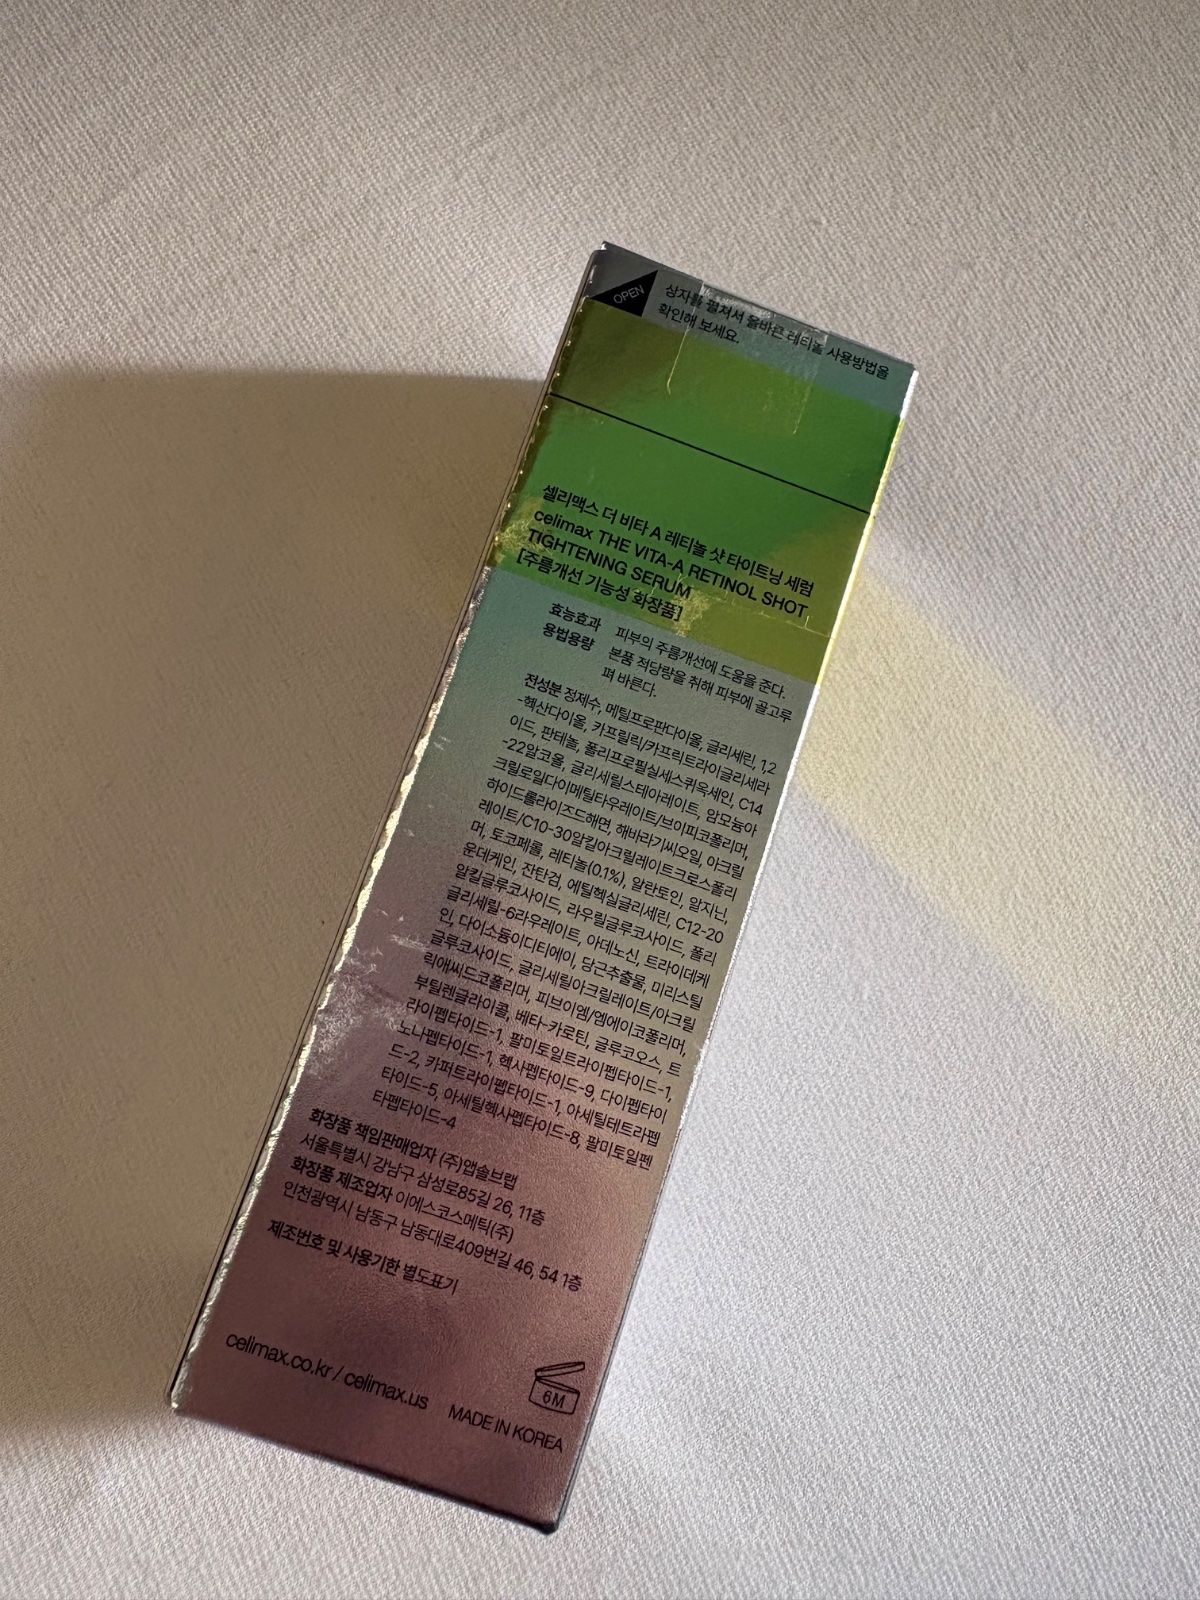 OPEN
상자를 펼쳐서 올바른 레티놀 사용방법을
확인해 보세요.
셀리맥스 더 비타 A 레티놀 샷 타이트닝 세럼
celimax THE VITA-A RETINOL SHOT
TIGHTENING SERUM
[주름개선 기능성 화장품]
효능효과 피부의 주름개선에 도움을 준다.
용법용량 본품 적당량을 취해 피부에 골고루
펴 바른다.
전성분 정제수, 메틸프로판다이올, 글리세린, 1,2
-헥산다이올, 카프릴릭/카프릭트라이글리세라
이드, 판테놀, 폴리프로필실세스퀴옥세인, C14
-22알코올, 글리세릴스테아레이트, 암모늄아
크릴로일다이메틸타우레이트/브이피코폴리머,
하이드롤라이즈드해면, 해바라기씨오일, 아크릴
레이트/C10-30알킬아크릴레이트크로스폴리
머, 토코페롤, 레티놀(0.1%), 알란토인, 알지닌,
운데케인, 잔탄검, 에틸헥실글리세린, C12-20
알킬글루코사이드, 라우릴글루코사이드, 폴리
글리세릴-6라우레이트, 아데노신, 트라이데케
인, 다이소듐이디티에이, 당근추출물, 미리스틸
글루코사이드, 글리세릴아크릴레이트/아크릴
릭애씨드코폴리머, 피브이엠/엠에이코폴리머,
부틸렌글라이콜, 베타-카로틴, 글루코오스, 트
라이펩타이드-1, 팔미토일트라이펩타이드-1,
노나펩타이드-1, 헥사펩타이드-9, 다이펩타이
드-2, 카퍼트라이펩타이드-1, 아세틸테트라펩
타이드-5, 아세틸헥사펩타이드-8, 팔미토일펜
타펩타이드-4
화장품 책임판매업자 (주)앱솔브랩
서울특별시 강남구 삼성로85길 26, 11층
화장품 제조업자 이에스코스메틱(주)
인천광역시 남동구 남동대로409번길 46, 54 1층
제조번호 및 사용기한 별도표기
celimax.co.kr / celimax.us
6M
MADE IN KOREA